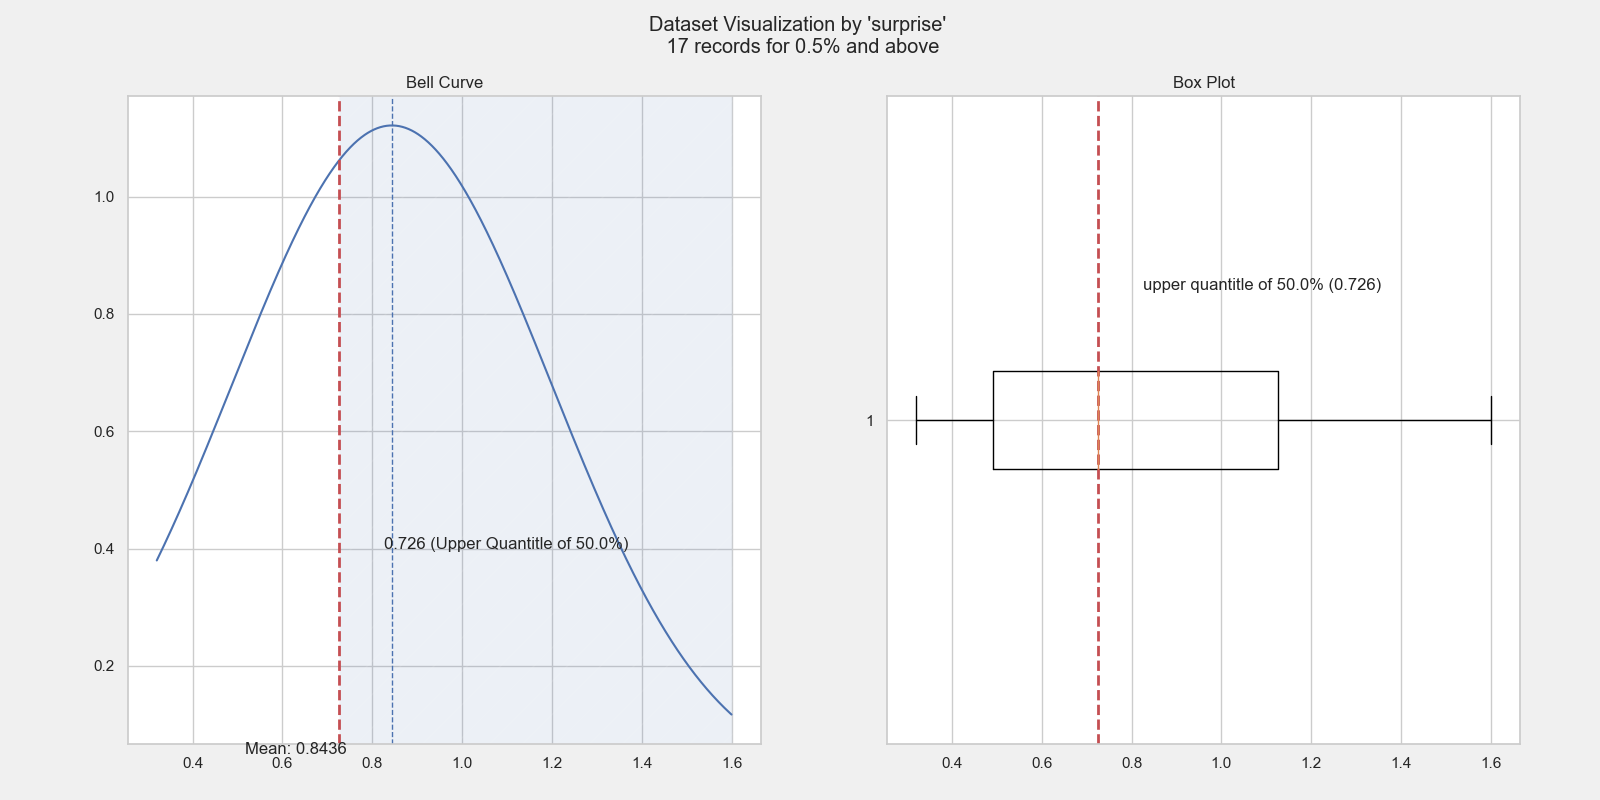 Dataset Visualization by 'surprise'
17 records for 0.5% and above
Bell Curve
1.0
0.8
0.6
0.4
0.2
0.726 (Upper Quantitle of 50.0%)
Mean: 0.8436
0.4 0.6 0.8 1.0 1.2 1.4 1.6
Box Plot
upper quantitle of 50.0% (0.726)
1
0.4 0.6 0.8 1.0 1.2 1.4 1.6